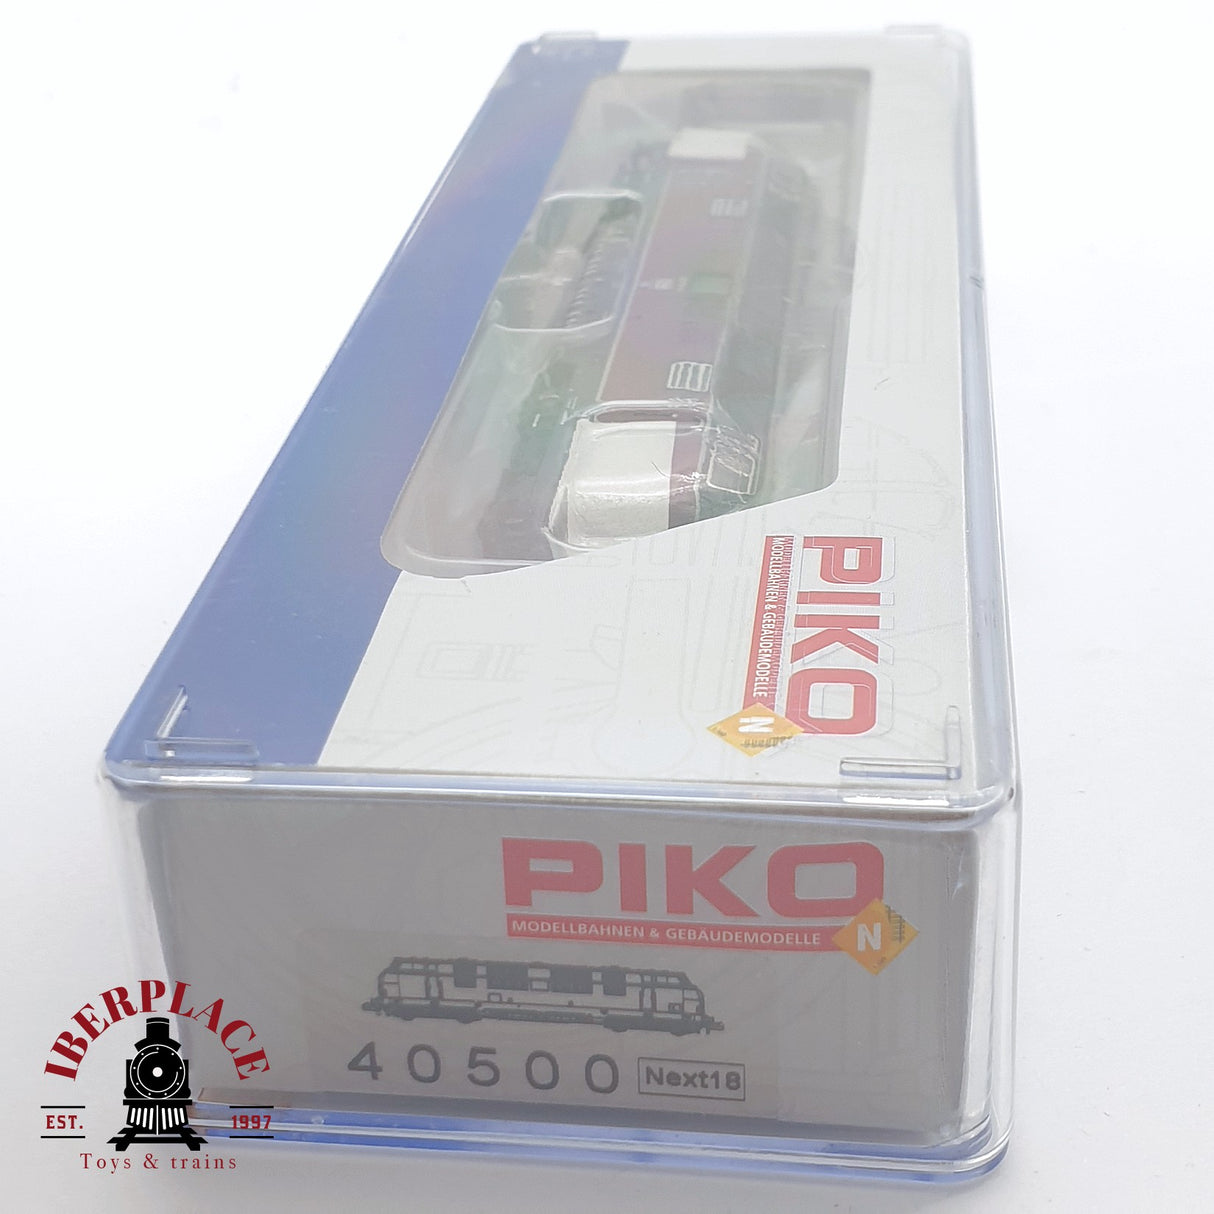 PIKO
MODELLBAHNEN & GEBÄUDEMODELLE
N
PIKO
MODELLBAHNEN & GEBÄUDEMODELLE
N
40500 Next18
IBERPLACE
EST. 1997
Toys & trains